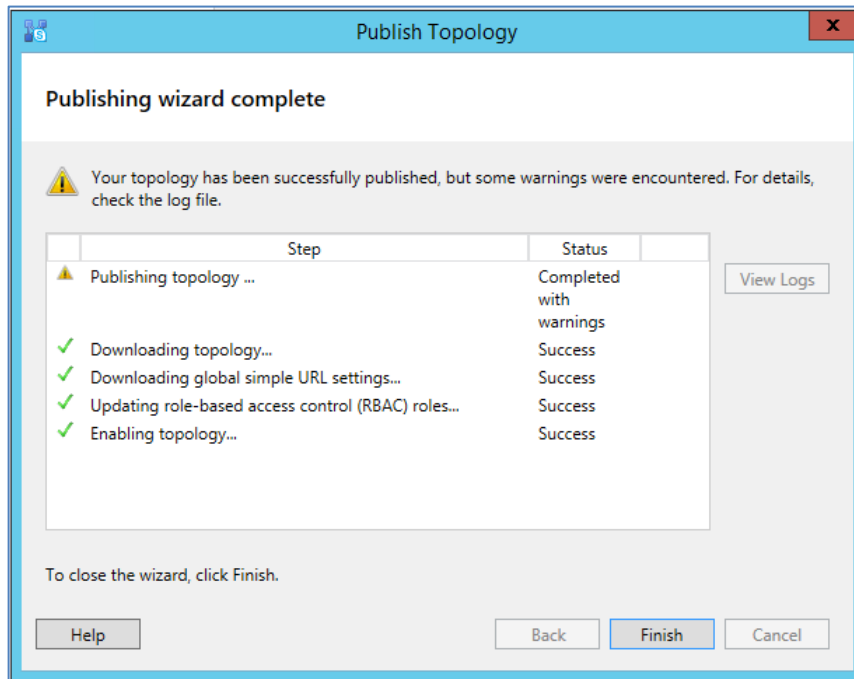 Publish Topology
x
Publishing wizard complete
Your topology has been successfully published, but some warnings were encountered. For details,
check the log file.
Step Status
Publishing topology ... Completed
with
warnings
View Logs
Downloading topology... Success
Downloading global simple URL settings... Success
Updating role-based access control (RBAC) roles... Success
Enabling topology... Success
To close the wizard, click Finish.
Help Back Finish Cancel